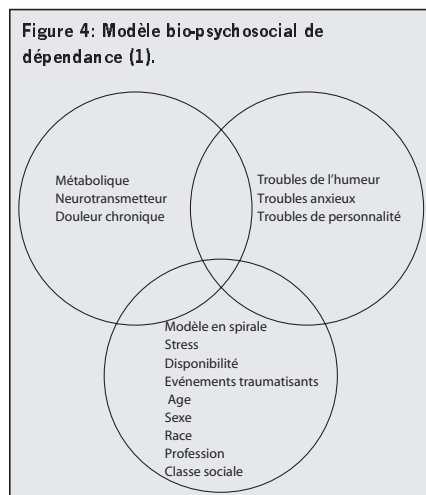 Figure 4: Modèle bio-psychosocial de
dépendance (1).
Métabolique
Neurotransmetteur
Douleur chronique
Troubles de l'humeur
Troubles anxieux
Troubles de personnalité
Modèle en spirale
Stress
Disponibilité
Evénements traumatisants
Age
Sexe
Race
Profession
Classe sociale